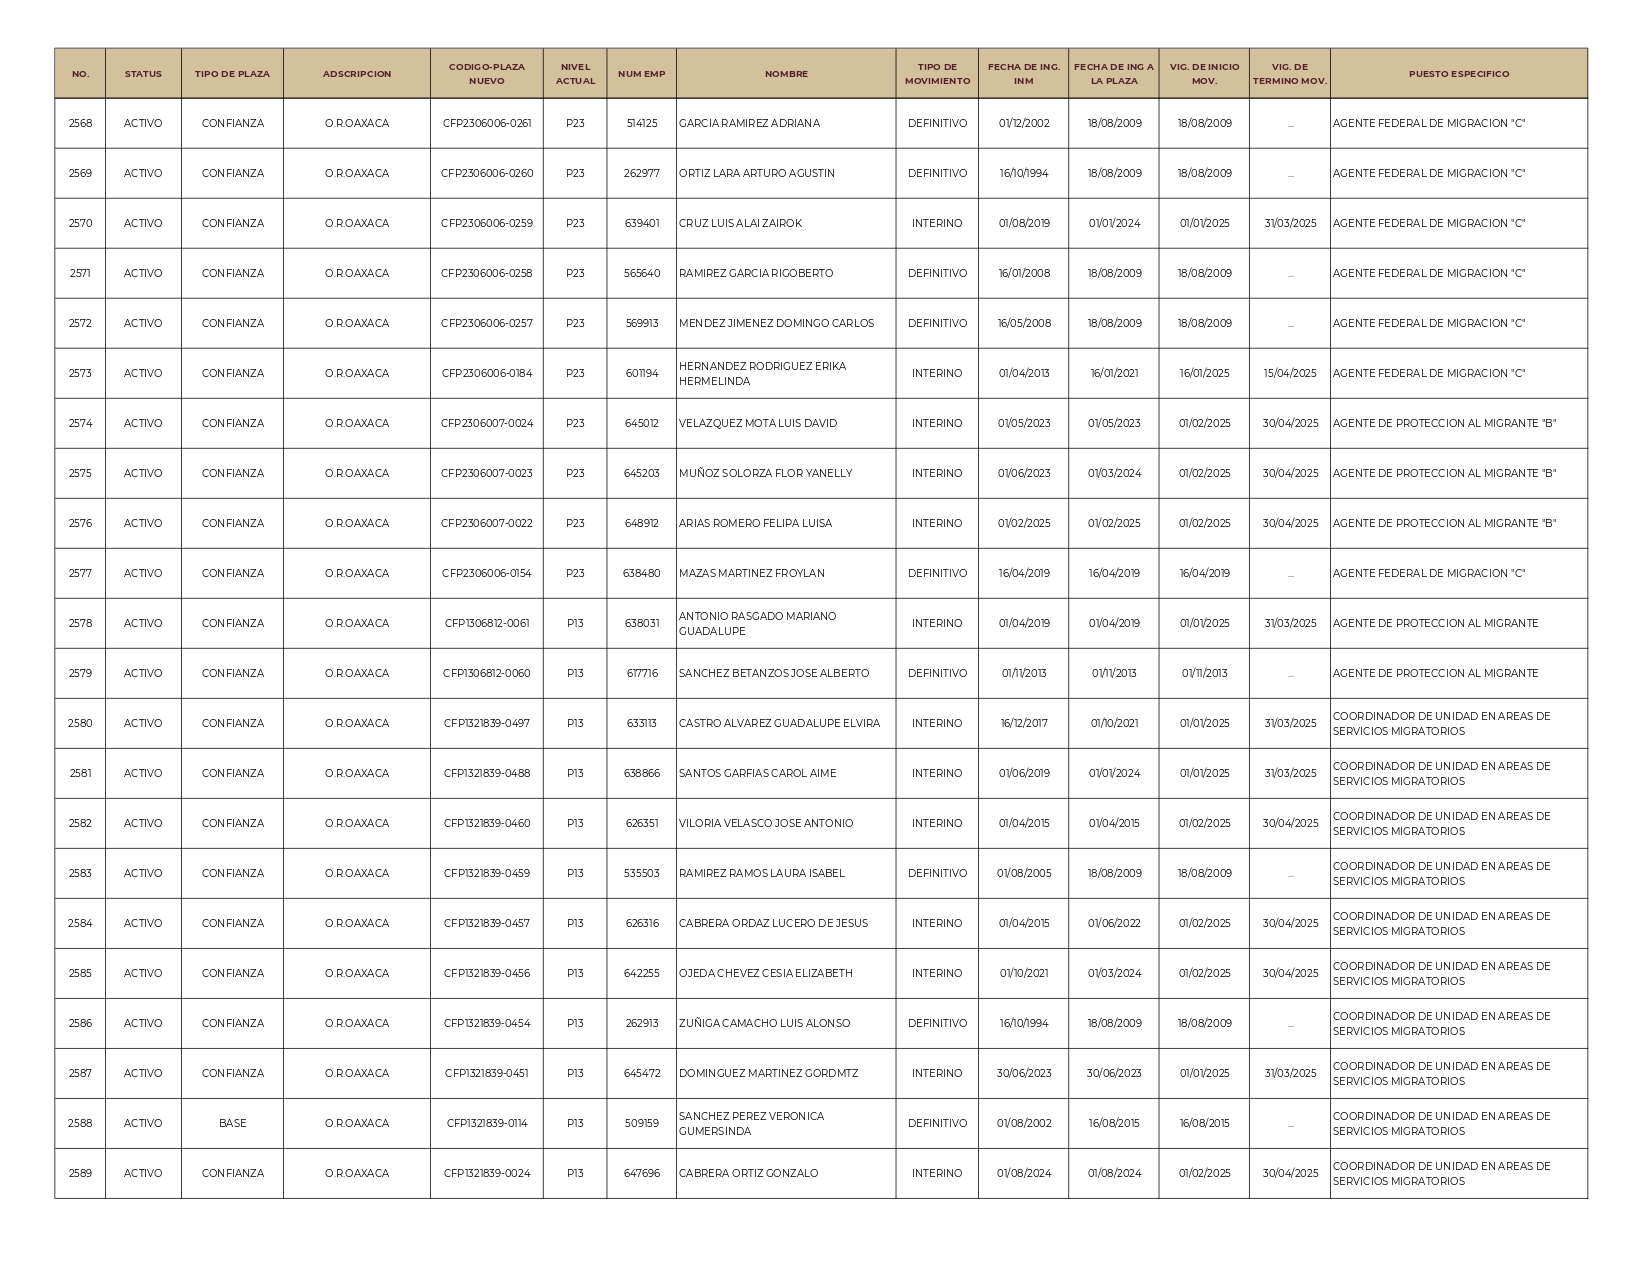 NO. STATUS TIPO DE PLAZA ADSCRIPCION CODIGO-PLAZA NUEVO NIVEL ACTUAL NUM EMP NOMBRE TIPO DE MOVIMIENTO FECHA DE ING. INM FECHA DE ING A LA PLAZA VIG. DE INICIO MOV. VIG. DE TERMINO MOV. PUESTO ESPECIFICO
2568 ACTIVO CONFIANZA O.R.OAXACA CFP2306006-0261 P23 514125 GARCIA RAMIREZ ADRIANA DEFINITIVO 01/12/2002 18/08/2009 18/08/2009 ... AGENTE FEDERAL DE MIGRACION "C"
2569 ACTIVO CONFIANZA O.R.OAXACA CFP2306006-0260 P23 262977 ORTIZ LARA ARTURO AGUSTIN DEFINITIVO 16/10/1994 18/08/2009 18/08/2009 ... AGENTE FEDERAL DE MIGRACION "C"
2570 ACTIVO CONFIANZA O.R.OAXACA CFP2306006-0259 P23 639401 CRUZ LUIS ALAI ZAIROK INTERINO 01/08/2019 01/01/2024 01/01/2025 31/03/2025 AGENTE FEDERAL DE MIGRACION "C"
2571 ACTIVO CONFIANZA O.R.OAXACA CFP2306006-0258 P23 565640 RAMIREZ GARCIA RIGOBERTO DEFINITIVO 16/01/2008 18/08/2009 18/08/2009 ... AGENTE FEDERAL DE MIGRACION "C"
2572 ACTIVO CONFIANZA O.R.OAXACA CFP2306006-0257 P23 569913 MENDEZ JIMENEZ DOMINGO CARLOS DEFINITIVO 16/05/2008 18/08/2009 18/08/2009 ... AGENTE FEDERAL DE MIGRACION "C"
2573 ACTIVO CONFIANZA O.R.OAXACA CFP2306006-0184 P23 601194 HERNANDEZ RODRIGUEZ ERIKA HERMELINDA INTERINO 01/04/2013 16/01/2021 16/01/2025 15/04/2025 AGENTE FEDERAL DE MIGRACION "C"
2574 ACTIVO CONFIANZA O.R.OAXACA CFP2306007-0024 P23 645012 VELAZQUEZ MOTA LUIS DAVID INTERINO 01/05/2023 01/05/2023 01/02/2025 30/04/2025 AGENTE DE PROTECCION AL MIGRANTE "B"
2575 ACTIVO CONFIANZA O.R.OAXACA CFP2306007-0023 P23 645203 MUÑOZ SOLORZA FLOR YANELLY INTERINO 01/06/2023 01/03/2024 01/02/2025 30/04/2025 AGENTE DE PROTECCION AL MIGRANTE "B"
2576 ACTIVO CONFIANZA O.R.OAXACA CFP2306007-0022 P23 648912 ARIAS ROMERO FELIPA LUISA INTERINO 01/02/2025 01/02/2025 01/02/2025 30/04/2025 AGENTE DE PROTECCION AL MIGRANTE "B"
2577 ACTIVO CONFIANZA O.R.OAXACA CFP2306006-0154 P23 638480 MAZAS MARTINEZ FROYLAN DEFINITIVO 16/04/2019 16/04/2019 16/04/2019 ... AGENTE FEDERAL DE MIGRACION "C"
2578 ACTIVO CONFIANZA O.R.OAXACA CFP1306812-0061 P13 638031 ANTONIO RASGADO MARIANO GUADALUPE INTERINO 01/04/2019 01/04/2019 01/01/2025 31/03/2025 AGENTE DE PROTECCION AL MIGRANTE
2579 ACTIVO CONFIANZA O.R.OAXACA CFP1306812-0060 P13 617716 SANCHEZ BETANZOS JOSE ALBERTO DEFINITIVO 01/11/2013 01/11/2013 01/11/2013 ... AGENTE DE PROTECCION AL MIGRANTE
2580 ACTIVO CONFIANZA O.R.OAXACA CFP1321839-0497 P13 633113 CASTRO ALVAREZ GUADALUPE ELVIRA INTERINO 16/12/2017 01/10/2021 01/01/2025 31/03/2025 COORDINADOR DE UNIDAD EN AREAS DE SERVICIOS MIGRATORIOS
2581 ACTIVO CONFIANZA O.R.OAXACA CFP1321839-0488 P13 638866 SANTOS GARFIAS CAROL AIME INTERINO 01/06/2019 01/01/2024 01/01/2025 31/03/2025 COORDINADOR DE UNIDAD EN AREAS DE SERVICIOS MIGRATORIOS
2582 ACTIVO CONFIANZA O.R.OAXACA CFP1321839-0460 P13 626351 VILORIA VELASCO JOSE ANTONIO INTERINO 01/04/2015 01/04/2015 01/02/2025 30/04/2025 COORDINADOR DE UNIDAD EN AREAS DE SERVICIOS MIGRATORIOS
2583 ACTIVO CONFIANZA O.R.OAXACA CFP1321839-0459 P13 535503 RAMIREZ RAMOS LAURA ISABEL DEFINITIVO 01/08/2005 18/08/2009 18/08/2009 ... COORDINADOR DE UNIDAD EN AREAS DE SERVICIOS MIGRATORIOS
2584 ACTIVO CONFIANZA O.R.OAXACA CFP1321839-0457 P13 626316 CABRERA ORDAZ LUCERO DE JESUS INTERINO 01/04/2015 01/06/2022 01/02/2025 30/04/2025 COORDINADOR DE UNIDAD EN AREAS DE SERVICIOS MIGRATORIOS
2585 ACTIVO CONFIANZA O.R.OAXACA CFP1321839-0456 P13 642255 OJEDA CHEVEZ CESIA ELIZABETH INTERINO 01/10/2021 01/03/2024 01/02/2025 30/04/2025 COORDINADOR DE UNIDAD EN AREAS DE SERVICIOS MIGRATORIOS
2586 ACTIVO CONFIANZA O.R.OAXACA CFP1321839-0454 P13 262913 ZUÑIGA CAMACHO LUIS ALONSO DEFINITIVO 16/10/1994 18/08/2009 18/08/2009 ... COORDINADOR DE UNIDAD EN AREAS DE SERVICIOS MIGRATORIOS
2587 ACTIVO CONFIANZA O.R.OAXACA CFP1321839-0451 P13 645472 DOMINGUEZ MARTINEZ GORDMTZ INTERINO 30/06/2023 30/06/2023 01/01/2025 31/03/2025 COORDINADOR DE UNIDAD EN AREAS DE SERVICIOS MIGRATORIOS
2588 ACTIVO BASE O.R.OAXACA CFP1321839-0114 P13 509159 SANCHEZ PEREZ VERONICA GUMERSINDA DEFINITIVO 01/08/2002 16/08/2015 16/08/2015 ... COORDINADOR DE UNIDAD EN AREAS DE SERVICIOS MIGRATORIOS
2589 ACTIVO CONFIANZA O.R.OAXACA CFP1321839-0024 P13 647696 CABRERA ORTIZ GONZALO INTERINO 01/08/2024 01/08/2024 01/02/2025 30/04/2025 COORDINADOR DE UNIDAD EN AREAS DE SERVICIOS MIGRATORIOS